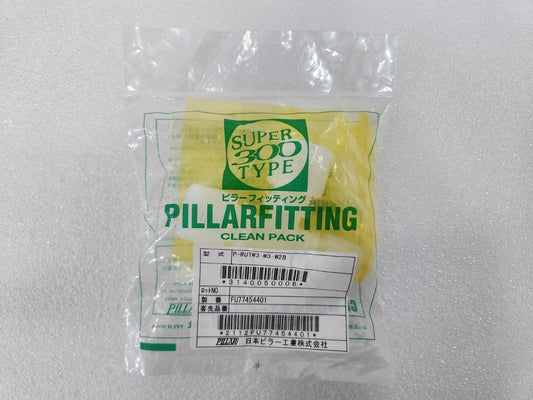 SUPER
300
TYPE
ピラーフィッティング
PILLARFITTING
CLEAN PACK
型 式 P-RUTW3-W3-W2B
*3140050006*
ロットNO.
製 番 FU77454401
客先品番
*2112FU77454401*
PILLAR 日本ピラー工業株式会社